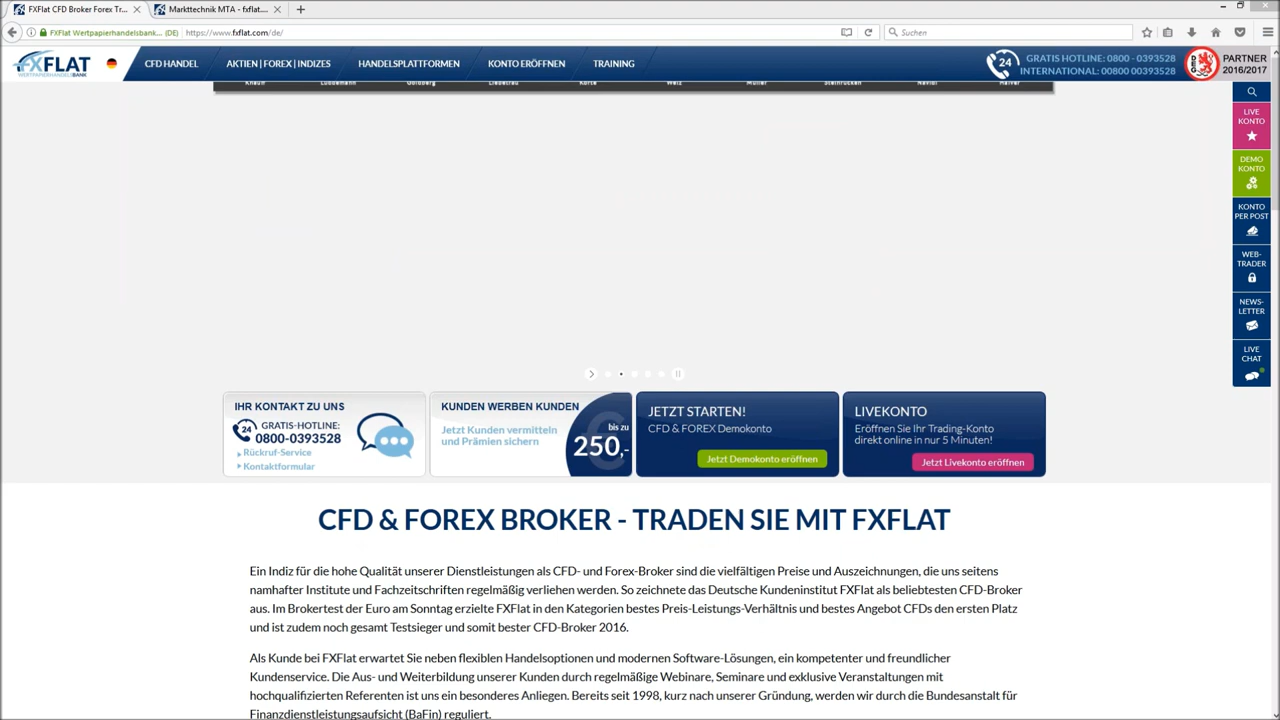 FXFlat CFD Broker Forex Tr...
Markttechnik MTA - fxflat....
FXFlat Wertpapierhandelsbank... (DE)
https://www.fxflat.com/de/
Suchen
FXFLAT
WERTPAPIERHANDELSBANK
CFD HANDEL
AKTIEN | FOREX | INDIZES
HANDELSPLATTFORMEN
KONTO ERÖFFNEN
TRAINING
24
GRATIS HOTLINE: 0800 - 0393528
INTERNATIONAL: 00800 00393528
DEG
PARTNER
2016/2017
LIVE
KONTO
DEMO
KONTO
KONTO
PER POST
WEB-
TRADER
NEWS-
LETTER
LIVE
CHAT
IHR KONTAKT ZU UNS
24
GRATIS-HOTLINE:
0800-0393528
Rückruf-Service
Kontaktformular
KUNDEN WERBEN KUNDEN
Jetzt Kunden vermitteln
und Prämien sichern
bis zu
250,-
JETZT STARTEN!
CFD & FOREX Demokonto
Jetzt Demokonto eröffnen
LIVEKONTO
Eröffnen Sie Ihr Trading-Konto
direkt online in nur 5 Minuten!
Jetzt Livekonto eröffnen
CFD & FOREX BROKER - TRADEN SIE MIT FXFLAT
Ein Indiz für die hohe Qualität unserer Dienstleistungen als CFD- und Forex-Broker sind die vielfältigen Preise und Auszeichnungen, die uns seitens
namhafter Institute und Fachzeitschriften regelmäßig verliehen werden. So zeichnete das Deutsche Kundeninstitut FXFlat als beliebtesten CFD-Broker
aus. Im Brokertest der Euro am Sonntag erzielte FXFlat in den Kategorien bestes Preis-Leistungs-Verhältnis und bestes Angebot CFDs den ersten Platz
und ist zudem noch gesamt Testsieger und somit bester CFD-Broker 2016.
Als Kunde bei FXFlat erwartet Sie neben flexiblen Handelsoptionen und modernen Software-Lösungen, ein kompetenter und freundlicher
Kundenservice. Die Aus- und Weiterbildung unserer Kunden durch regelmäßige Webinare, Seminare und exklusive Veranstaltungen mit
hochqualifizierten Referenten ist uns ein besonderes Anliegen. Bereits seit 1998, kurz nach unserer Gründung, werden wir durch die Bundesanstalt für
Finanzdienstleistungsaufsicht (BaFin) reguliert.